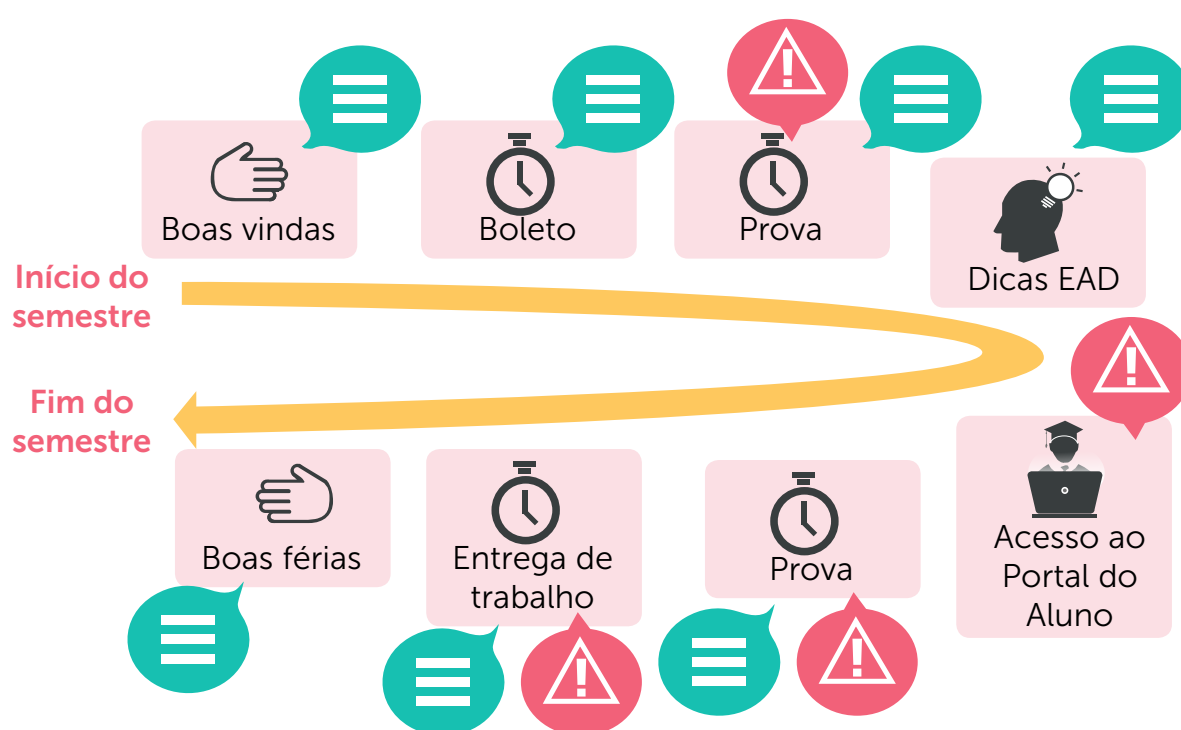 Boas vindas
Boleto
Prova
Dicas EAD
Início do
semestre
Fim do
semestre
Boas férias
Entrega de
trabalho
Prova
Acesso ao
Portal do
Aluno